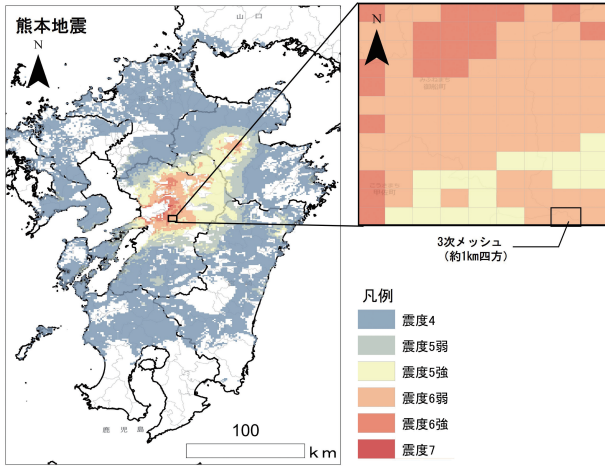 熊本地震
N
山口
鹿児島
100
km
N
3次メッシュ
(約1km四方)
凡例
震度4
震度5弱
震度5強
震度6弱
震度6強
震度7